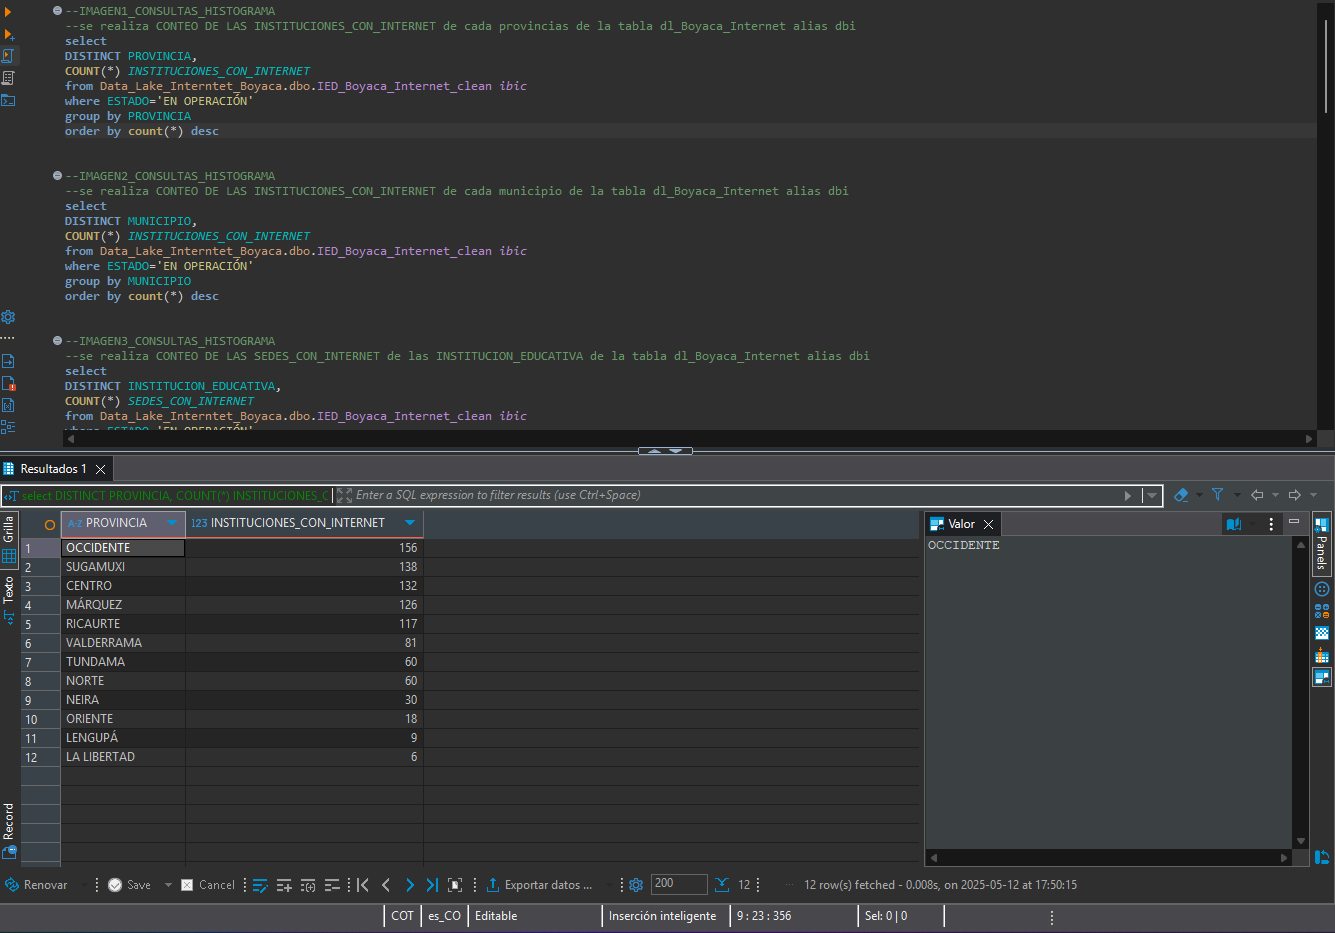 --IMAGEN1_CONSULTAS_HISTOGRAMA
--se realiza CONTEO DE LAS INSTITUCIONES_CON_INTERNET de cada provincias de la tabla dl_Boyaca_Internet alias dbi
select
DISTINCT PROVINCIA,
COUNT(*) INSTITUCIONES_CON_INTERNET
from Data_Lake_Interntet_Boyaca.dbo.IED_Boyaca_Internet_clean ibic
where ESTADO='EN OPERACIÓN'
group by PROVINCIA
order by count(*) desc
--IMAGEN2_CONSULTAS_HISTOGRAMA
--se realiza CONTEO DE LAS INSTITUCIONES_CON_INTERNET de cada municipio de la tabla dl_Boyaca_Internet alias dbi
select
DISTINCT MUNICIPIO,
COUNT(*) INSTITUCIONES_CON_INTERNET
from Data_Lake_Interntet_Boyaca.dbo.IED_Boyaca_Internet_clean ibic
where ESTADO='EN OPERACIÓN'
group by MUNICIPIO
order by count(*) desc
--IMAGEN3_CONSULTAS_HISTOGRAMA
--se realiza CONTEO DE LAS SEDES_CON_INTERNET de las INSTITUCION_EDUCATIVA de la tabla dl_Boyaca_Internet alias dbi
select
DISTINCT INSTITUCION_EDUCATIVA,
COUNT(*) SEDES_CON_INTERNET
from Data_Lake_Interntet_Boyaca.dbo.IED_Boyaca_Internet_clean ibic
where ESTADO='EN OPERACIÓN'
Resultados 1
select DISTINCT PROVINCIA, COUNT(*) INSTITUCIONES_C
Enter a SQL expression to filter results (use Ctrl+Space)
Grilla
Texto
Record
A-Z PROVINCIA 123 INSTITUCIONES_CON_INTERNET
1 OCCIDENTE 156
2 SUGAMUXI 138
3 CENTRO 132
4 MÁRQUEZ 126
5 RICAURTE 117
6 VALDERRAMA 81
7 TUNDAMA 60
8 NORTE 60
9 NEIRA 30
10 ORIENTE 18
11 LENGUPÁ 9
12 LA LIBERTAD 6
Valor
OCCIDENTE
Panels
Renovar Save Cancel Exportar datos ... 200 12 12 row(s) fetched - 0.008s, on 2025-05-12 at 17:50:15
COT es_CO Editable Inserción inteligente 9 : 23 : 356 Sel: 0 | 0